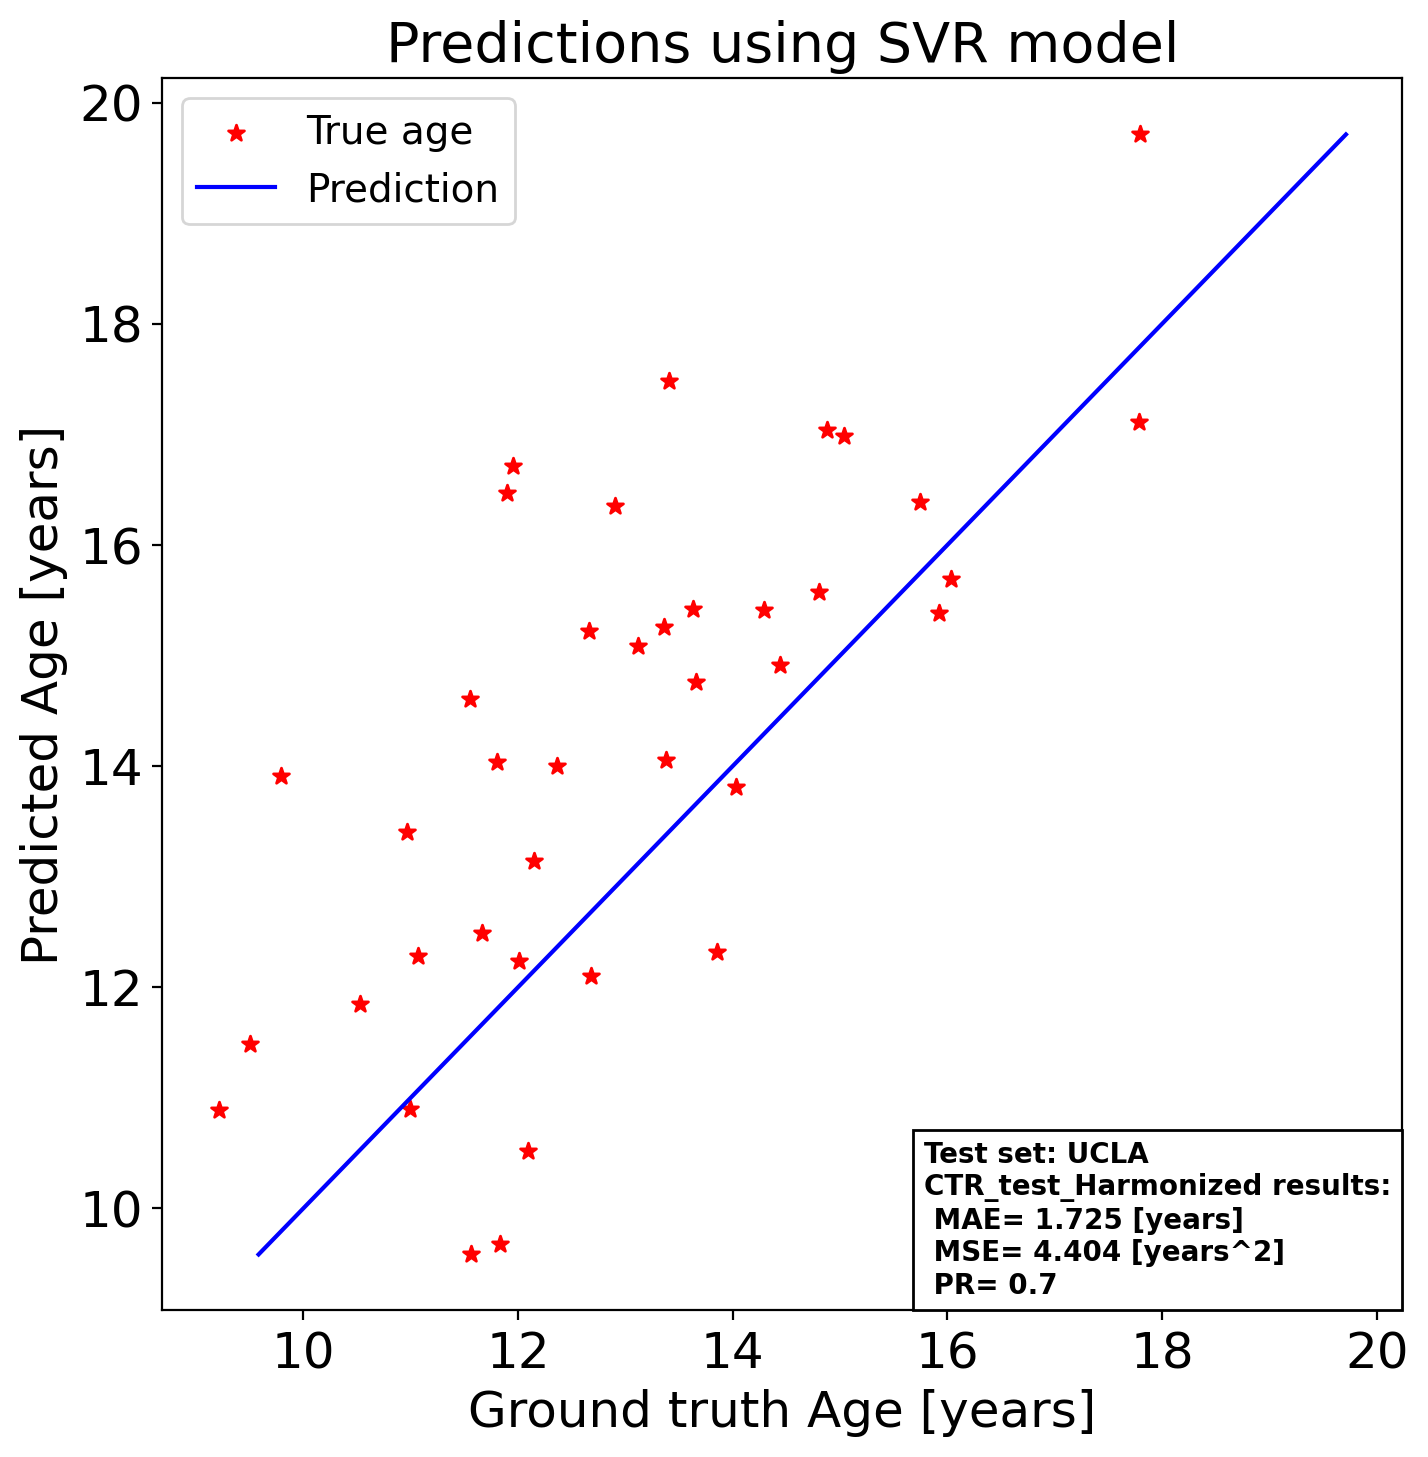 Predictions using SVR model
True age
Prediction
20
18
16
14
12
10
Predicted Age [years]
10
12
14
16
18
20
Ground truth Age [years]
Test set: UCLA
CTR_test_Harmonized results:
MAE= 1.725 [years]
MSE= 4.404 [years^2]
PR= 0.7